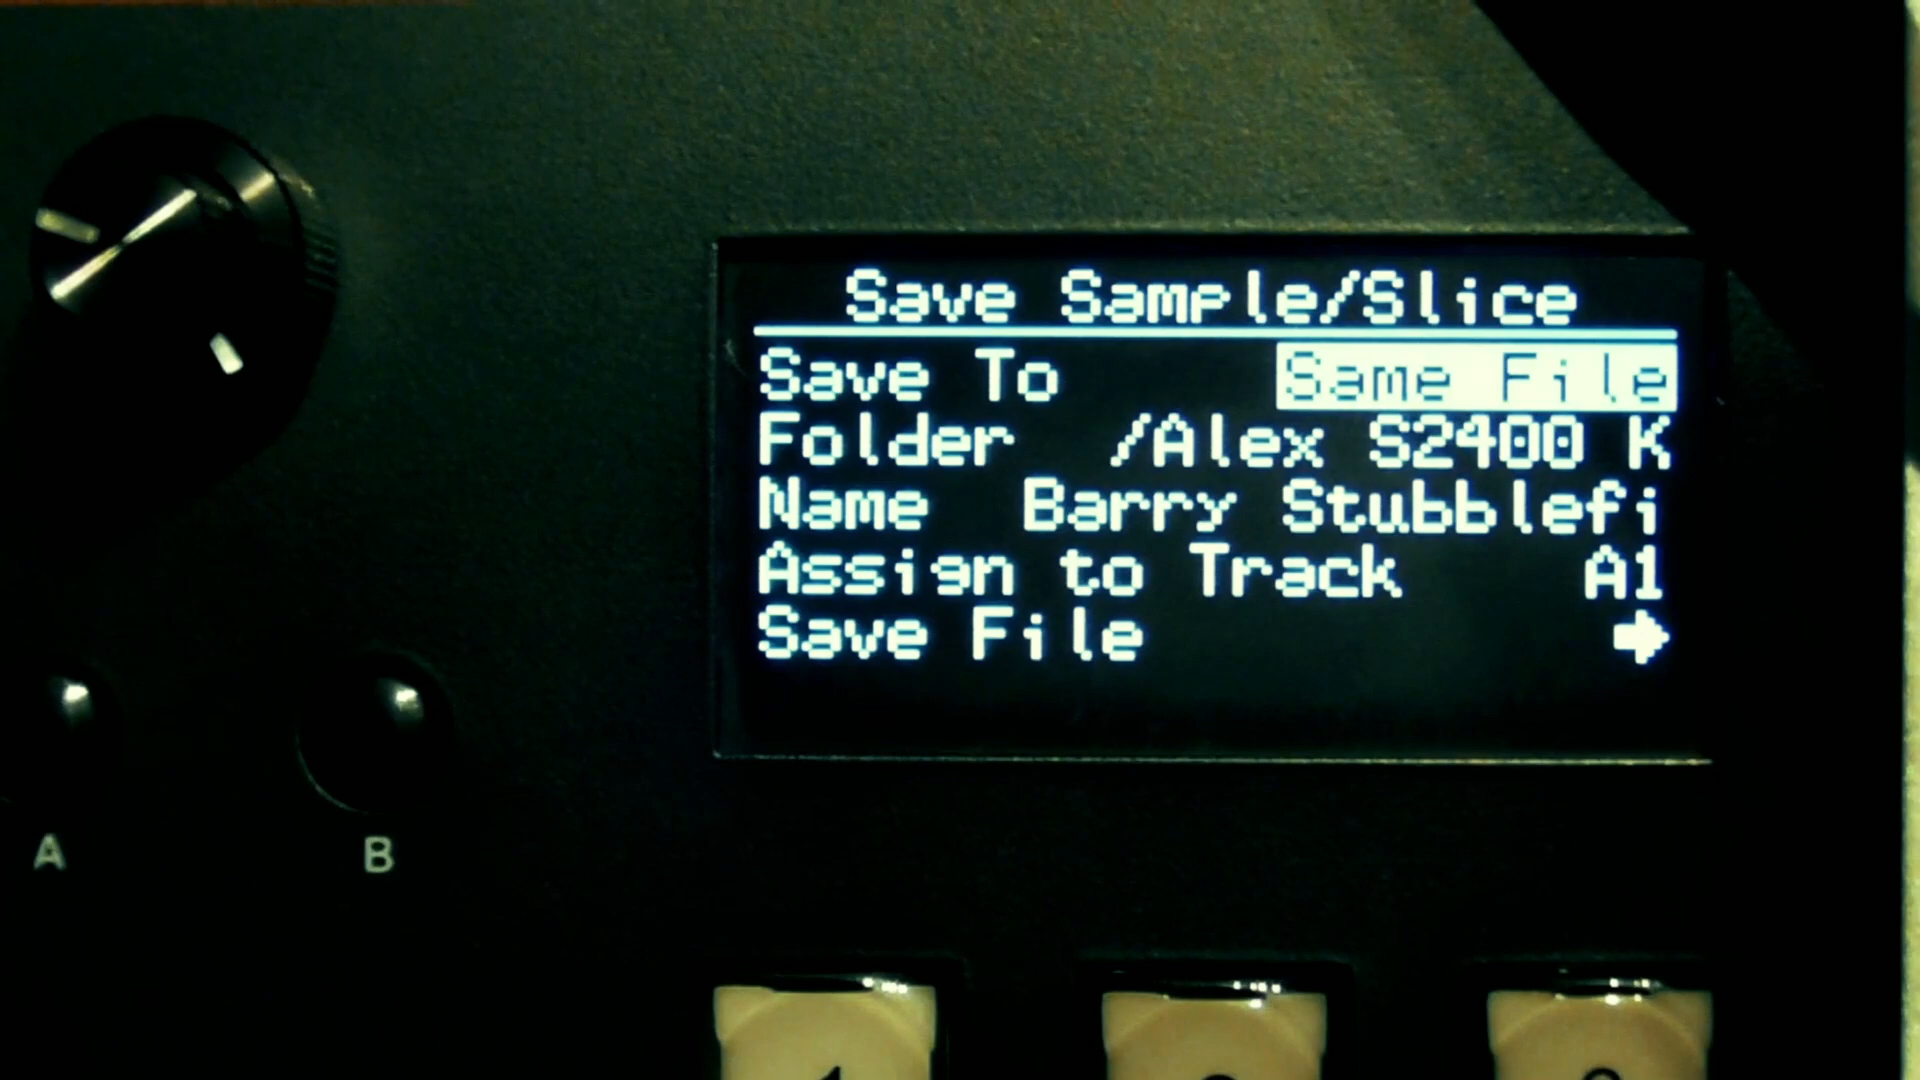 Save Sample/Slice
Save To Same File
Folder /Alex S2400 K
Name Barry Stubblefi
Assign to Track A1
Save File
A B